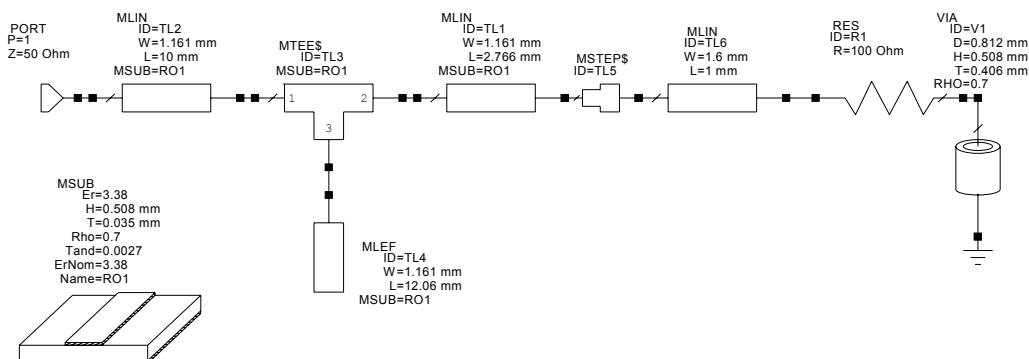 PORT
P=1
Z=50 Ohm
MLIN
ID=TL2
W=1.161 mm
L=10 mm
MSUB=RO1
MTEE$
ID=TL3
MSUB=RO1
1
2
3
MLIN
ID=TL1
W=1.161 mm
L=2.766 mm
MSUB=RO1
MSTEP$
ID=TL5
MLIN
ID=TL6
W=1.6 mm
L=1 mm
RES
ID=R1
R=100 Ohm
VIA
ID=V1
D=0.812 mm
H=0.508 mm
T=0.406 mm
RHO=0.7
MSUB
Er=3.38
H=0.508 mm
T=0.035 mm
Rho=0.7
Tand=0.0027
ErNom=3.38
Name=RO1
MLEF
ID=TL4
W=1.161 mm
L=12.06 mm
MSUB=RO1